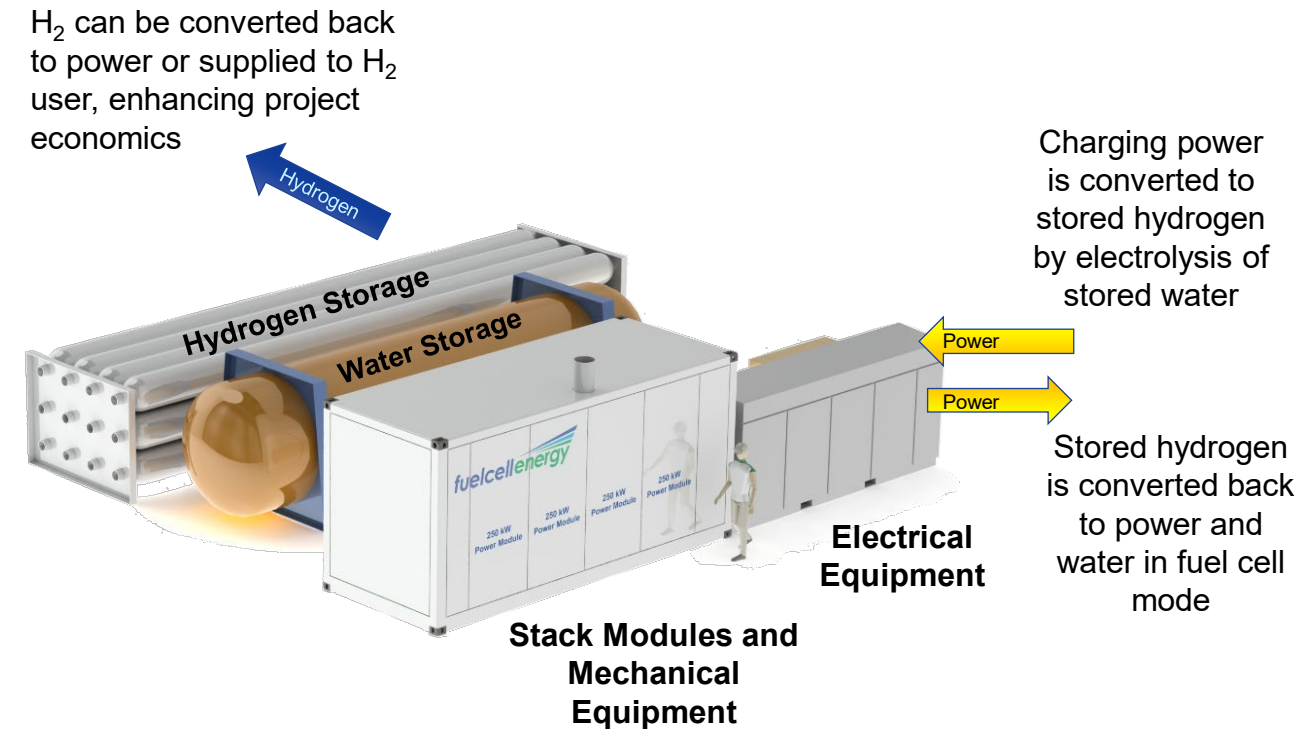 H₂ can be converted back
to power or supplied to H₂
user, enhancing project
economics
Hydrogen
Charging power
is converted to
stored hydrogen
by electrolysis of
stored water
Hydrogen Storage
Water Storage
Power
Power
fuelcellenergy
250 kW
Power Module
250 kW
Power Module
250 kW
Power Module
250 kW
Power Module
Stored hydrogen
is converted back
to power and
water in fuel cell
mode
Electrical
Equipment
Stack Modules and
Mechanical
Equipment